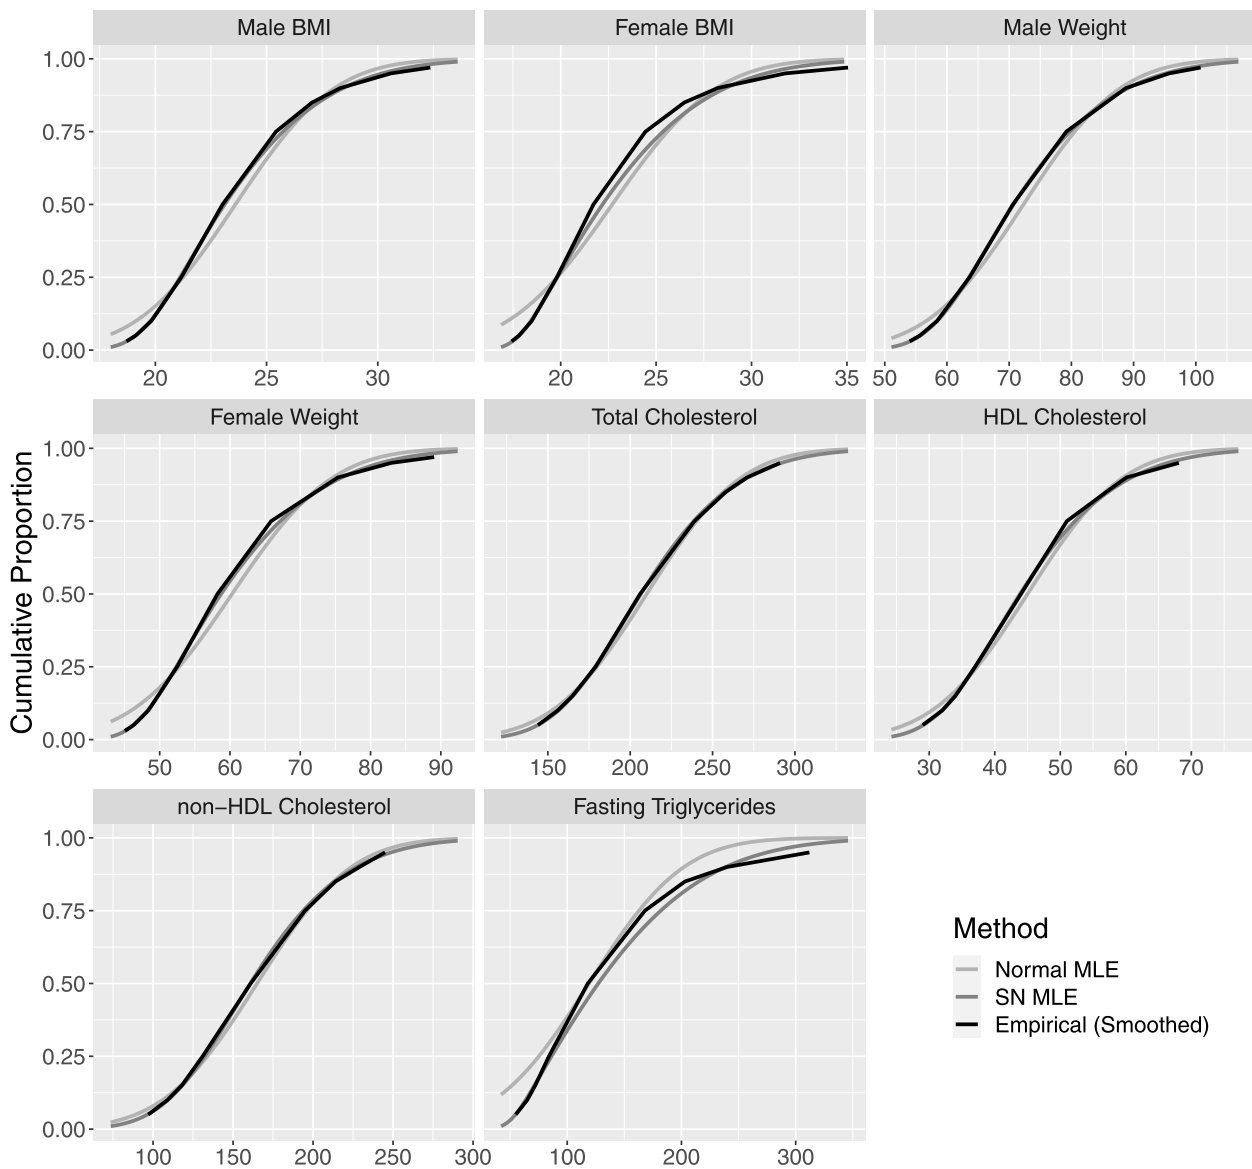 Male BMI
Female BMI
Male Weight
1.00
0.75
0.50
0.25
0.00
20 25 30
20 25 30 35
50 60 70 80 90 100
Female Weight
Total Cholesterol
HDL Cholesterol
Cumulative Proportion
1.00
0.75
0.50
0.25
0.00
50 60 70 80 90
150 200 250 300
30 40 50 60 70
non−HDL Cholesterol
Fasting Triglycerides
1.00
0.75
0.50
0.25
0.00
100 150 200 250 300
100 200 300
Method
Normal MLE
SN MLE
Empirical (Smoothed)